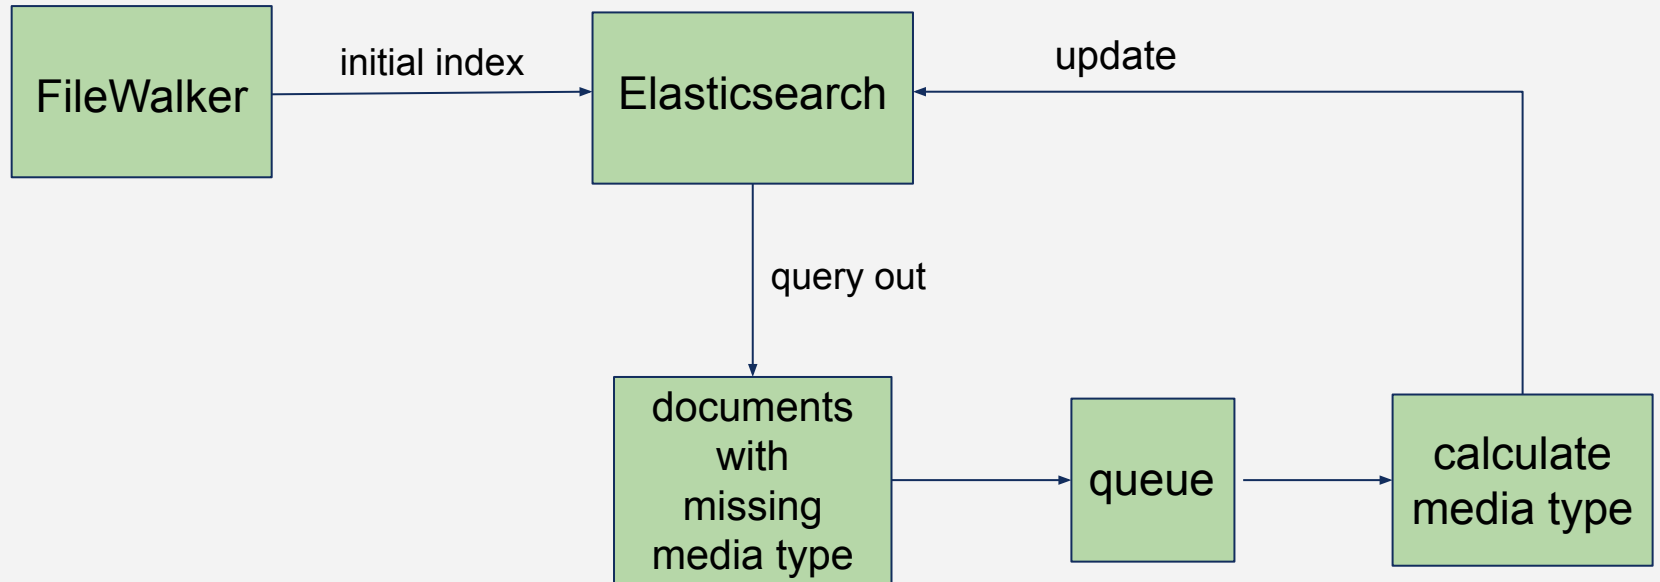 FileWalker
initial index
Elasticsearch
update
query out
documents
with
missing
media type
queue
calculate
media type